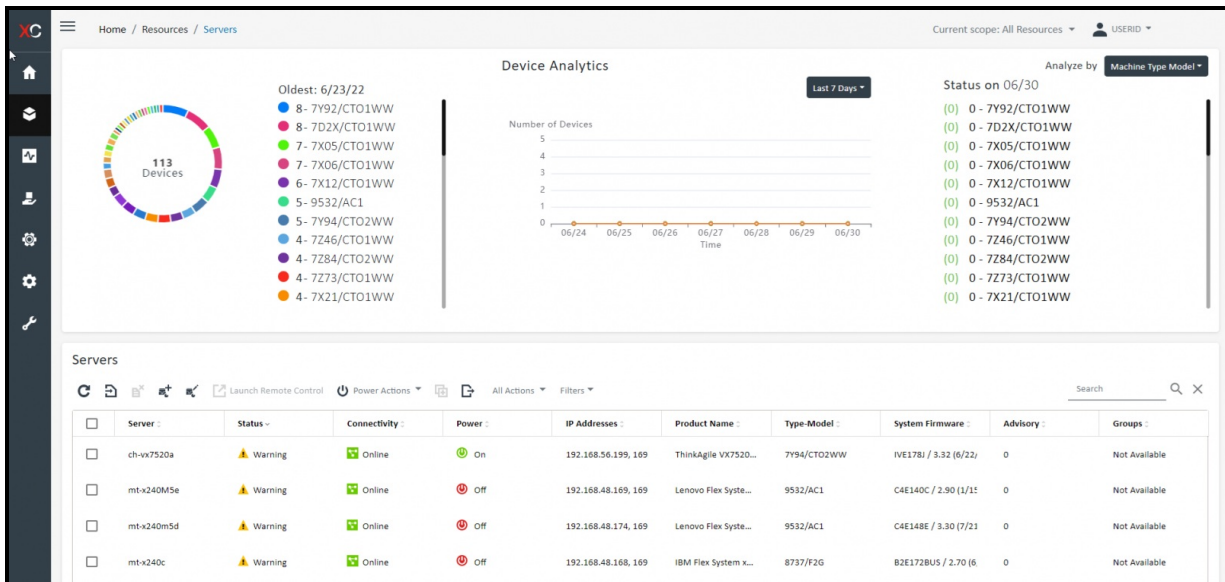 XC
Home / Resources / Servers
Current scope: All Resources
USERID
Device Analytics
Analyze by
Machine Type Model
113
Devices
Oldest: 6/23/22
8- 7Y92/CTO1WW
8- 7D2X/CTO1WW
7- 7X05/CTO1WW
7- 7X06/CTO1WW
6- 7X12/CTO1WW
5- 9532/AC1
5- 7Y94/CTO2WW
4- 7Z46/CTO1WW
4- 7Z84/CTO2WW
4- 7Z73/CTO1WW
4- 7X21/CTO1WW
Last 7 Days
Number of Devices
5
4
3
2
1
0
06/24 06/25 06/26 06/27 06/28 06/29 06/30
Time
Status on 06/30
(0) 0 - 7Y92/CTO1WW
(0) 0 - 7D2X/CTO1WW
(0) 0 - 7X05/CTO1WW
(0) 0 - 7X06/CTO1WW
(0) 0 - 7X12/CTO1WW
(0) 0 - 9532/AC1
(0) 0 - 7Y94/CTO2WW
(0) 0 - 7Z46/CTO1WW
(0) 0 - 7Z84/CTO2WW
(0) 0 - 7Z73/CTO1WW
(0) 0 - 7X21/CTO1WW
Servers
Launch Remote Control Power Actions All Actions Filters Search
Server Status Connectivity Power IP Addresses Product Name Type-Model System Firmware Advisory Groups
ch-vx7520a Warning Online On 192.168.56.199, 169 ThinkAgile VX7520... 7Y94/CTO2WW IVE178J / 3.32 (6/22/ 0 Not Available
mt-x240M5e Warning Online Off 192.168.48.169, 169 Lenovo Flex Syste... 9532/AC1 C4E140C / 2.90 (1/15 0 Not Available
mt-x240m5d Warning Online Off 192.168.48.174, 169 Lenovo Flex Syste... 9532/AC1 C4E148E / 3.30 (7/21 0 Not Available
mt-x240c Warning Online Off 192.168.48.168, 169 IBM Flex System x... 8737/F2G B2E172BUS / 2.70 (6, 0 Not Available